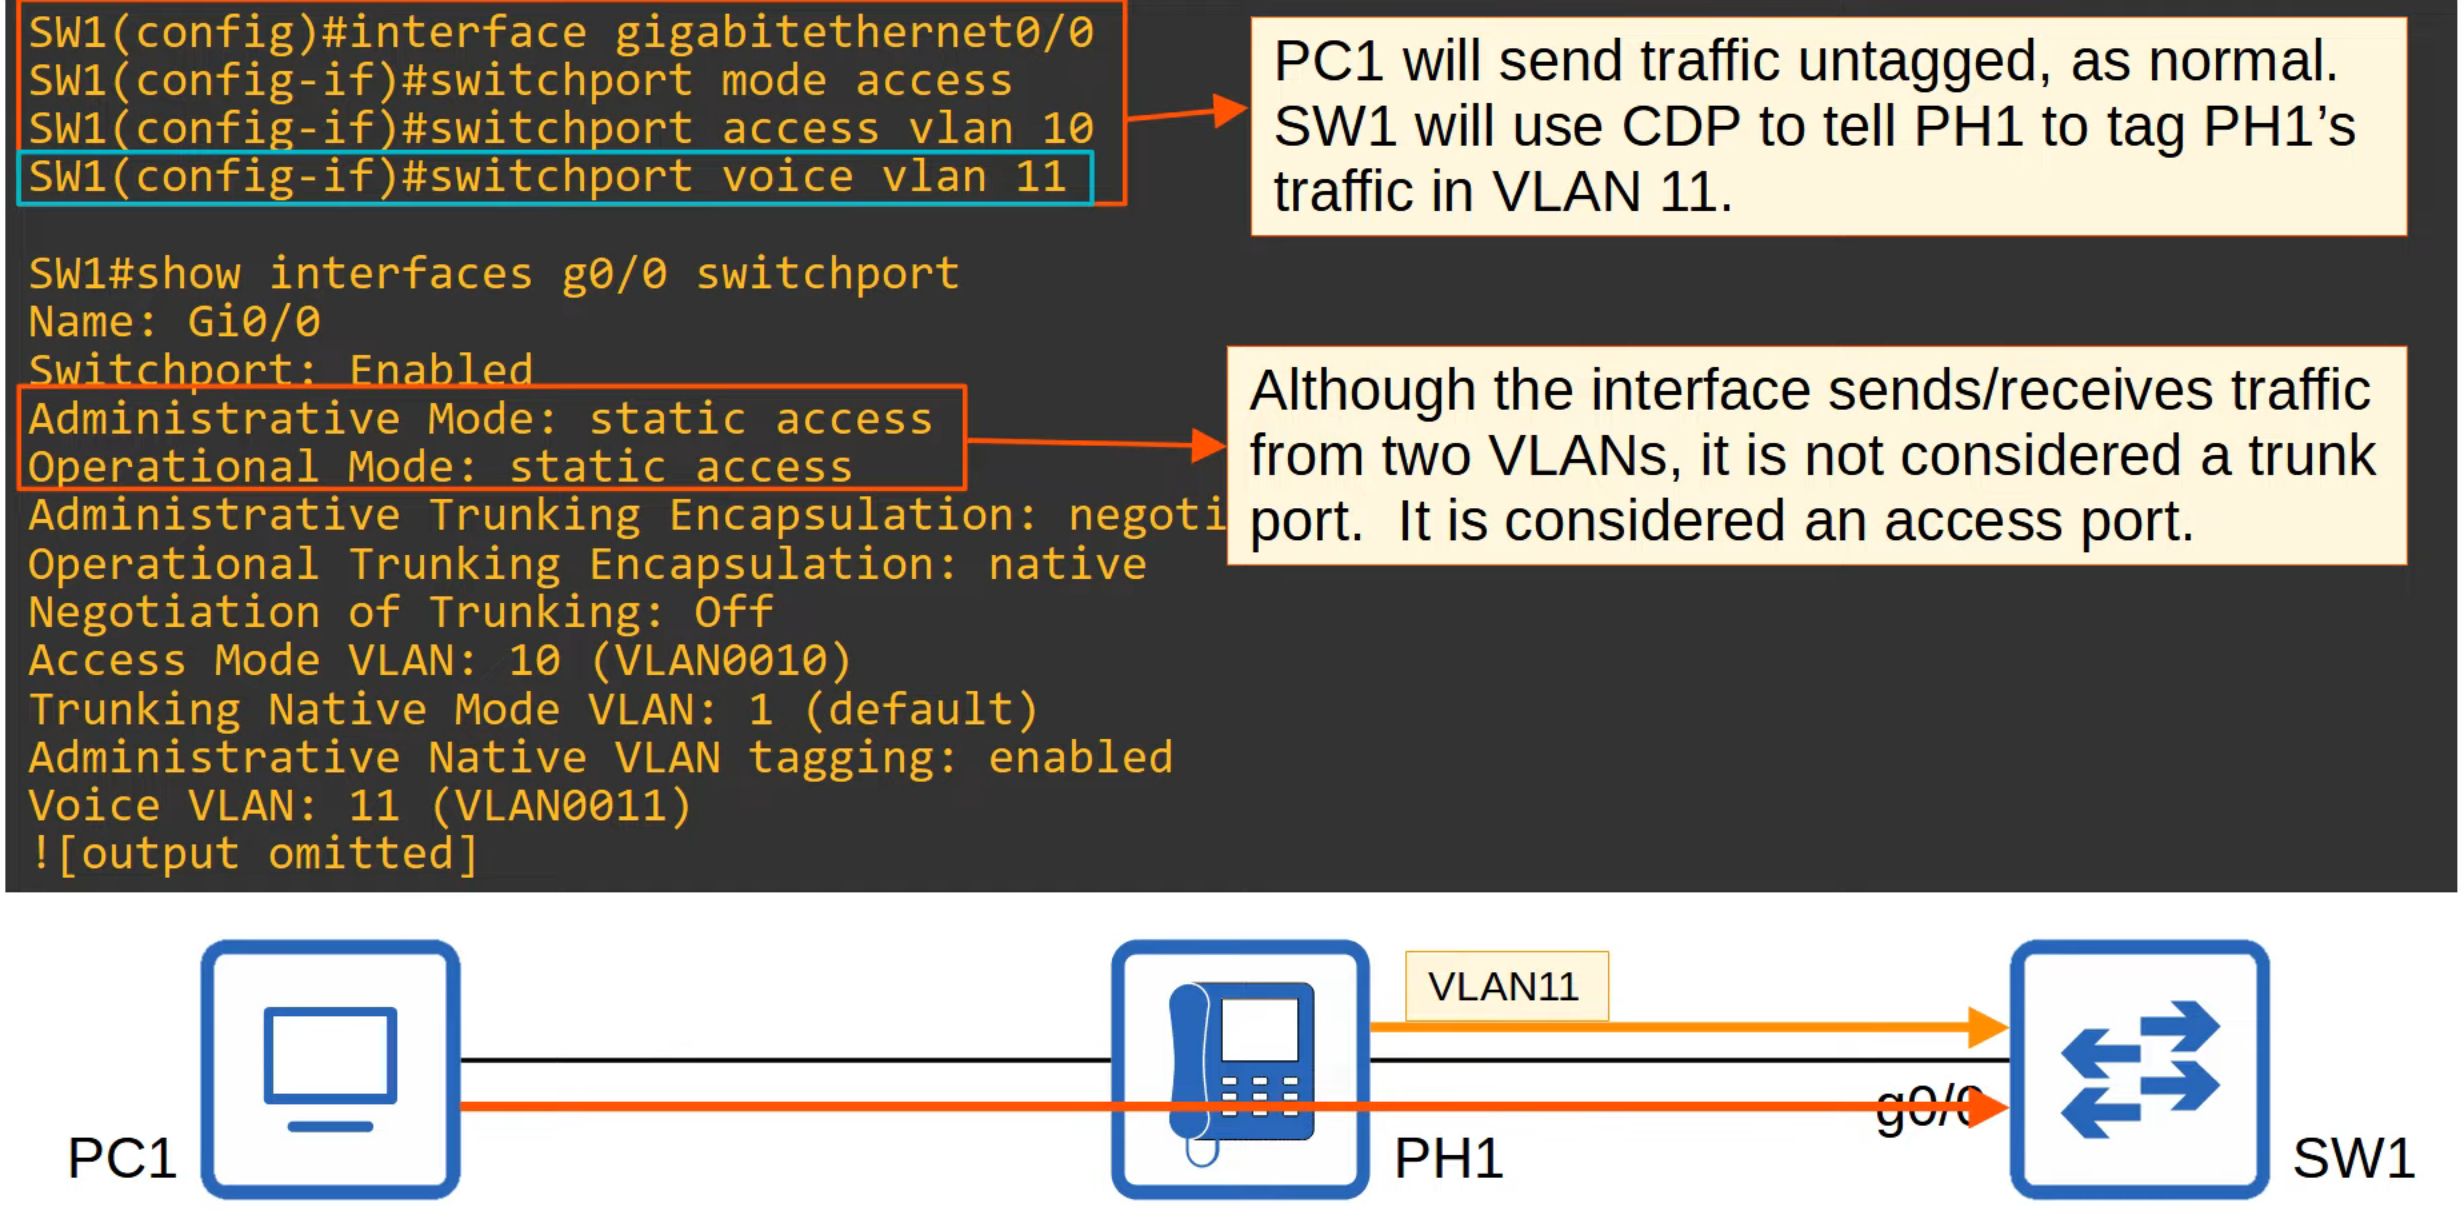 SW1(config)#interface gigabitethernet0/0
SW1(config-if)#switchport mode access
SW1(config-if)#switchport access vlan 10
SW1(config-if)#switchport voice vlan 11
PC1 will send traffic untagged, as normal.
SW1 will use CDP to tell PH1 to tag PH1’s
traffic in VLAN 11.
SW1#show interfaces g0/0 switchport
Name: Gi0/0
Switchport: Enabled
Administrative Mode: static access
Operational Mode: static access
Administrative Trunking Encapsulation: negoti
Operational Trunking Encapsulation: native
Negotiation of Trunking: Off
Access Mode VLAN: 10 (VLAN0010)
Trunking Native Mode VLAN: 1 (default)
Administrative Native VLAN tagging: enabled
Voice VLAN: 11 (VLAN0011)
![output omitted]
Although the interface sends/receives traffic
from two VLANs, it is not considered a trunk
port.  It is considered an access port.
VLAN11
g0/0
PC1
PH1
SW1